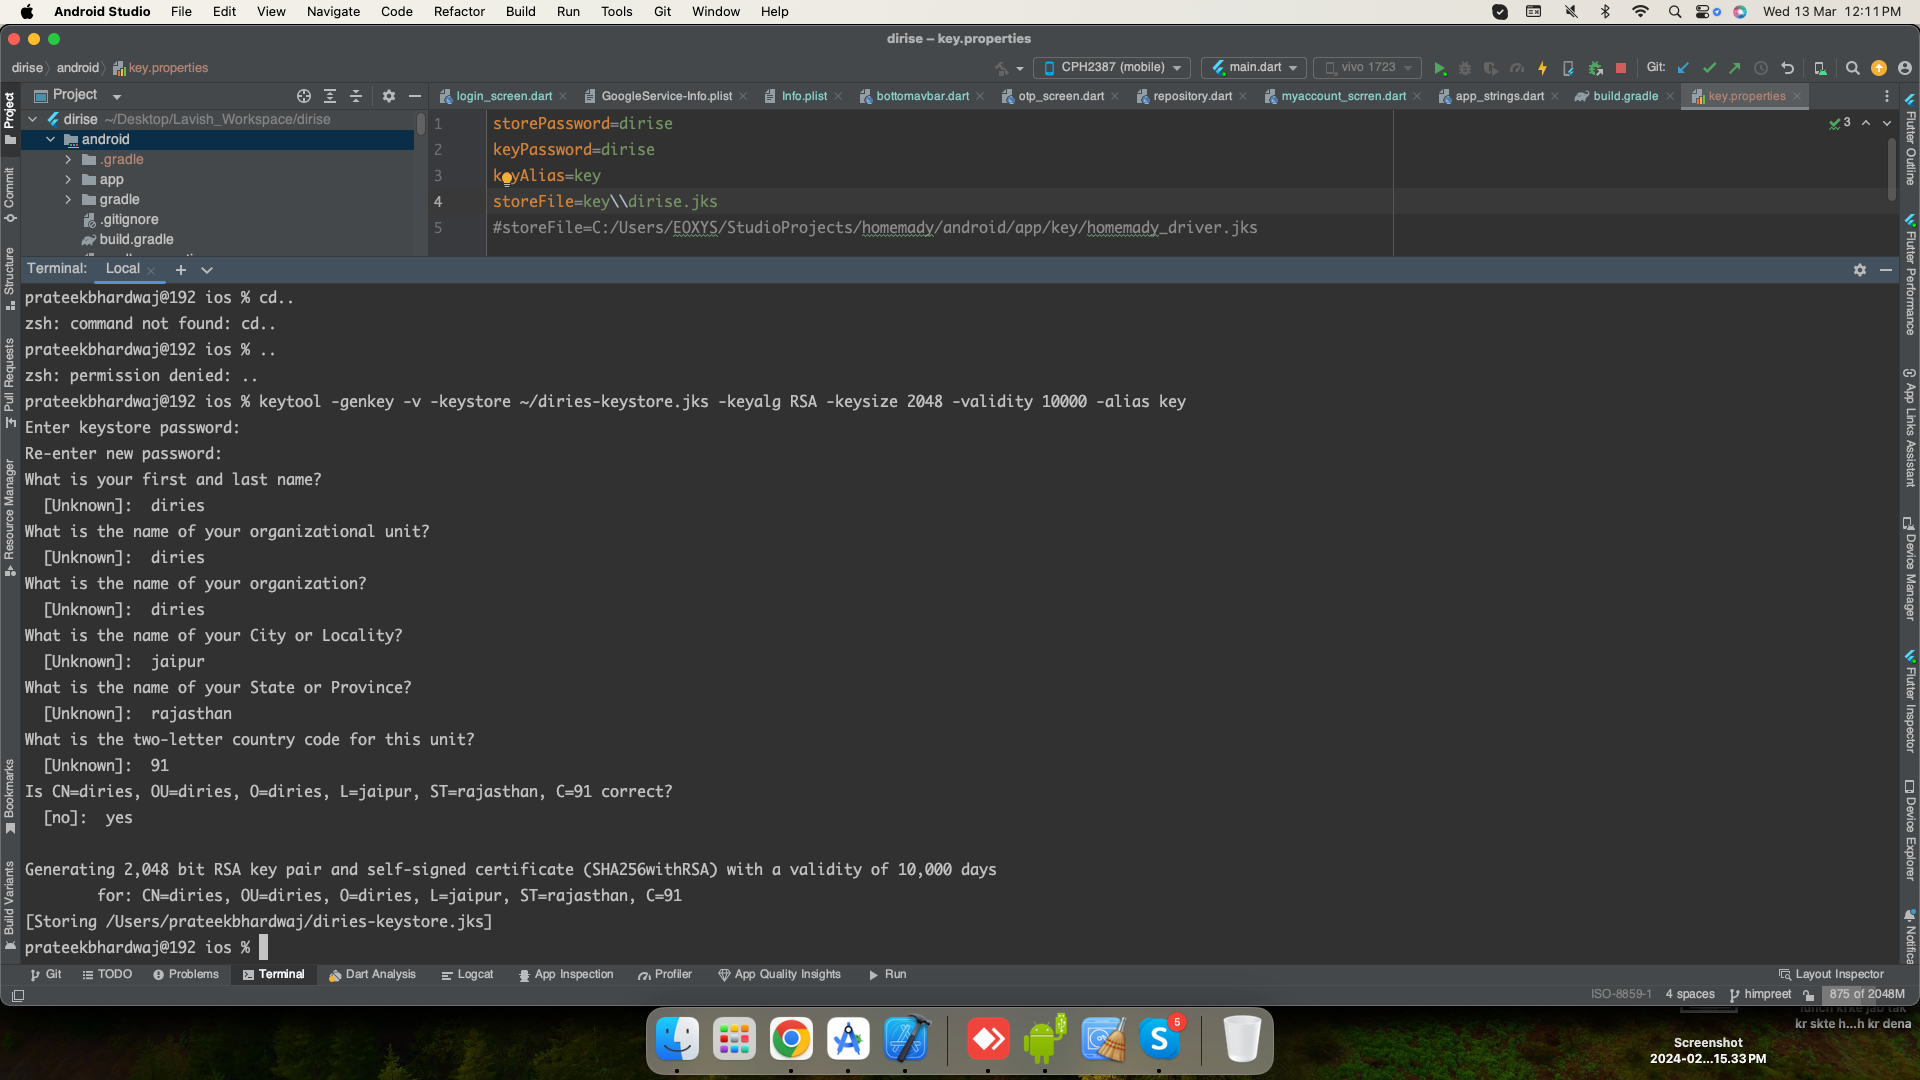 Android Studio File Edit View Navigate Code Refactor Build Run Tools Git Window Help Wed 13 Mar 12:11 PM
dirise – key.properties
dirise android key.properties CPH2387 (mobile) main.dart vivo 1723 Git:
Project login_screen.dart GoogleService-Info.plist Info.plist bottomavbar.dart otp_screen.dart repository.dart myaccount_scrren.dart app_strings.dart build.gradle key.properties
dirise ~/Desktop/Lavish_Workspace/dirise
android
.gradle
app
gradle
.gitignore
build.gradle
1 storePassword=dirise
2 keyPassword=dirise
3 keyAlias=key
4 storeFile=key\\dirise.jks
5 #storeFile=C:/Users/EOXYS/StudioProjects/homemady/android/app/key/homemady_driver.jks
3
Terminal: Local
prateekbhardwaj@192 ios % cd..
zsh: command not found: cd..
prateekbhardwaj@192 ios % ..
zsh: permission denied: ..
prateekbhardwaj@192 ios % keytool -genkey -v -keystore ~/diries-keystore.jks -keyalg RSA -keysize 2048 -validity 10000 -alias key
Enter keystore password:
Re-enter new password:
What is your first and last name?
[Unknown]: diries
What is the name of your organizational unit?
[Unknown]: diries
What is the name of your organization?
[Unknown]: diries
What is the name of your City or Locality?
[Unknown]: jaipur
What is the name of your State or Province?
[Unknown]: rajasthan
What is the two-letter country code for this unit?
[Unknown]: 91
Is CN=diries, OU=diries, O=diries, L=jaipur, ST=rajasthan, C=91 correct?
[no]: yes
Generating 2,048 bit RSA key pair and self-signed certificate (SHA256withRSA) with a validity of 10,000 days
for: CN=diries, OU=diries, O=diries, L=jaipur, ST=rajasthan, C=91
[Storing /Users/prateekbhardwaj/diries-keystore.jks]
prateekbhardwaj@192 ios %
Project
Commit
Structure
Pull Requests
Resource Manager
Bookmarks
Build Variants
Flutter Outline
Flutter Performance
App Links Assistant
Device Manager
Flutter Inspector
Device Explorer
Notifica
Git TODO Problems Terminal Dart Analysis Logcat App Inspection Profiler App Quality Insights Run Layout Inspector
ISO-8859-1 4 spaces himpreet 875 of 2048M
kr skte h...h kr dena
5
Screenshot
2024-02...15.33 PM